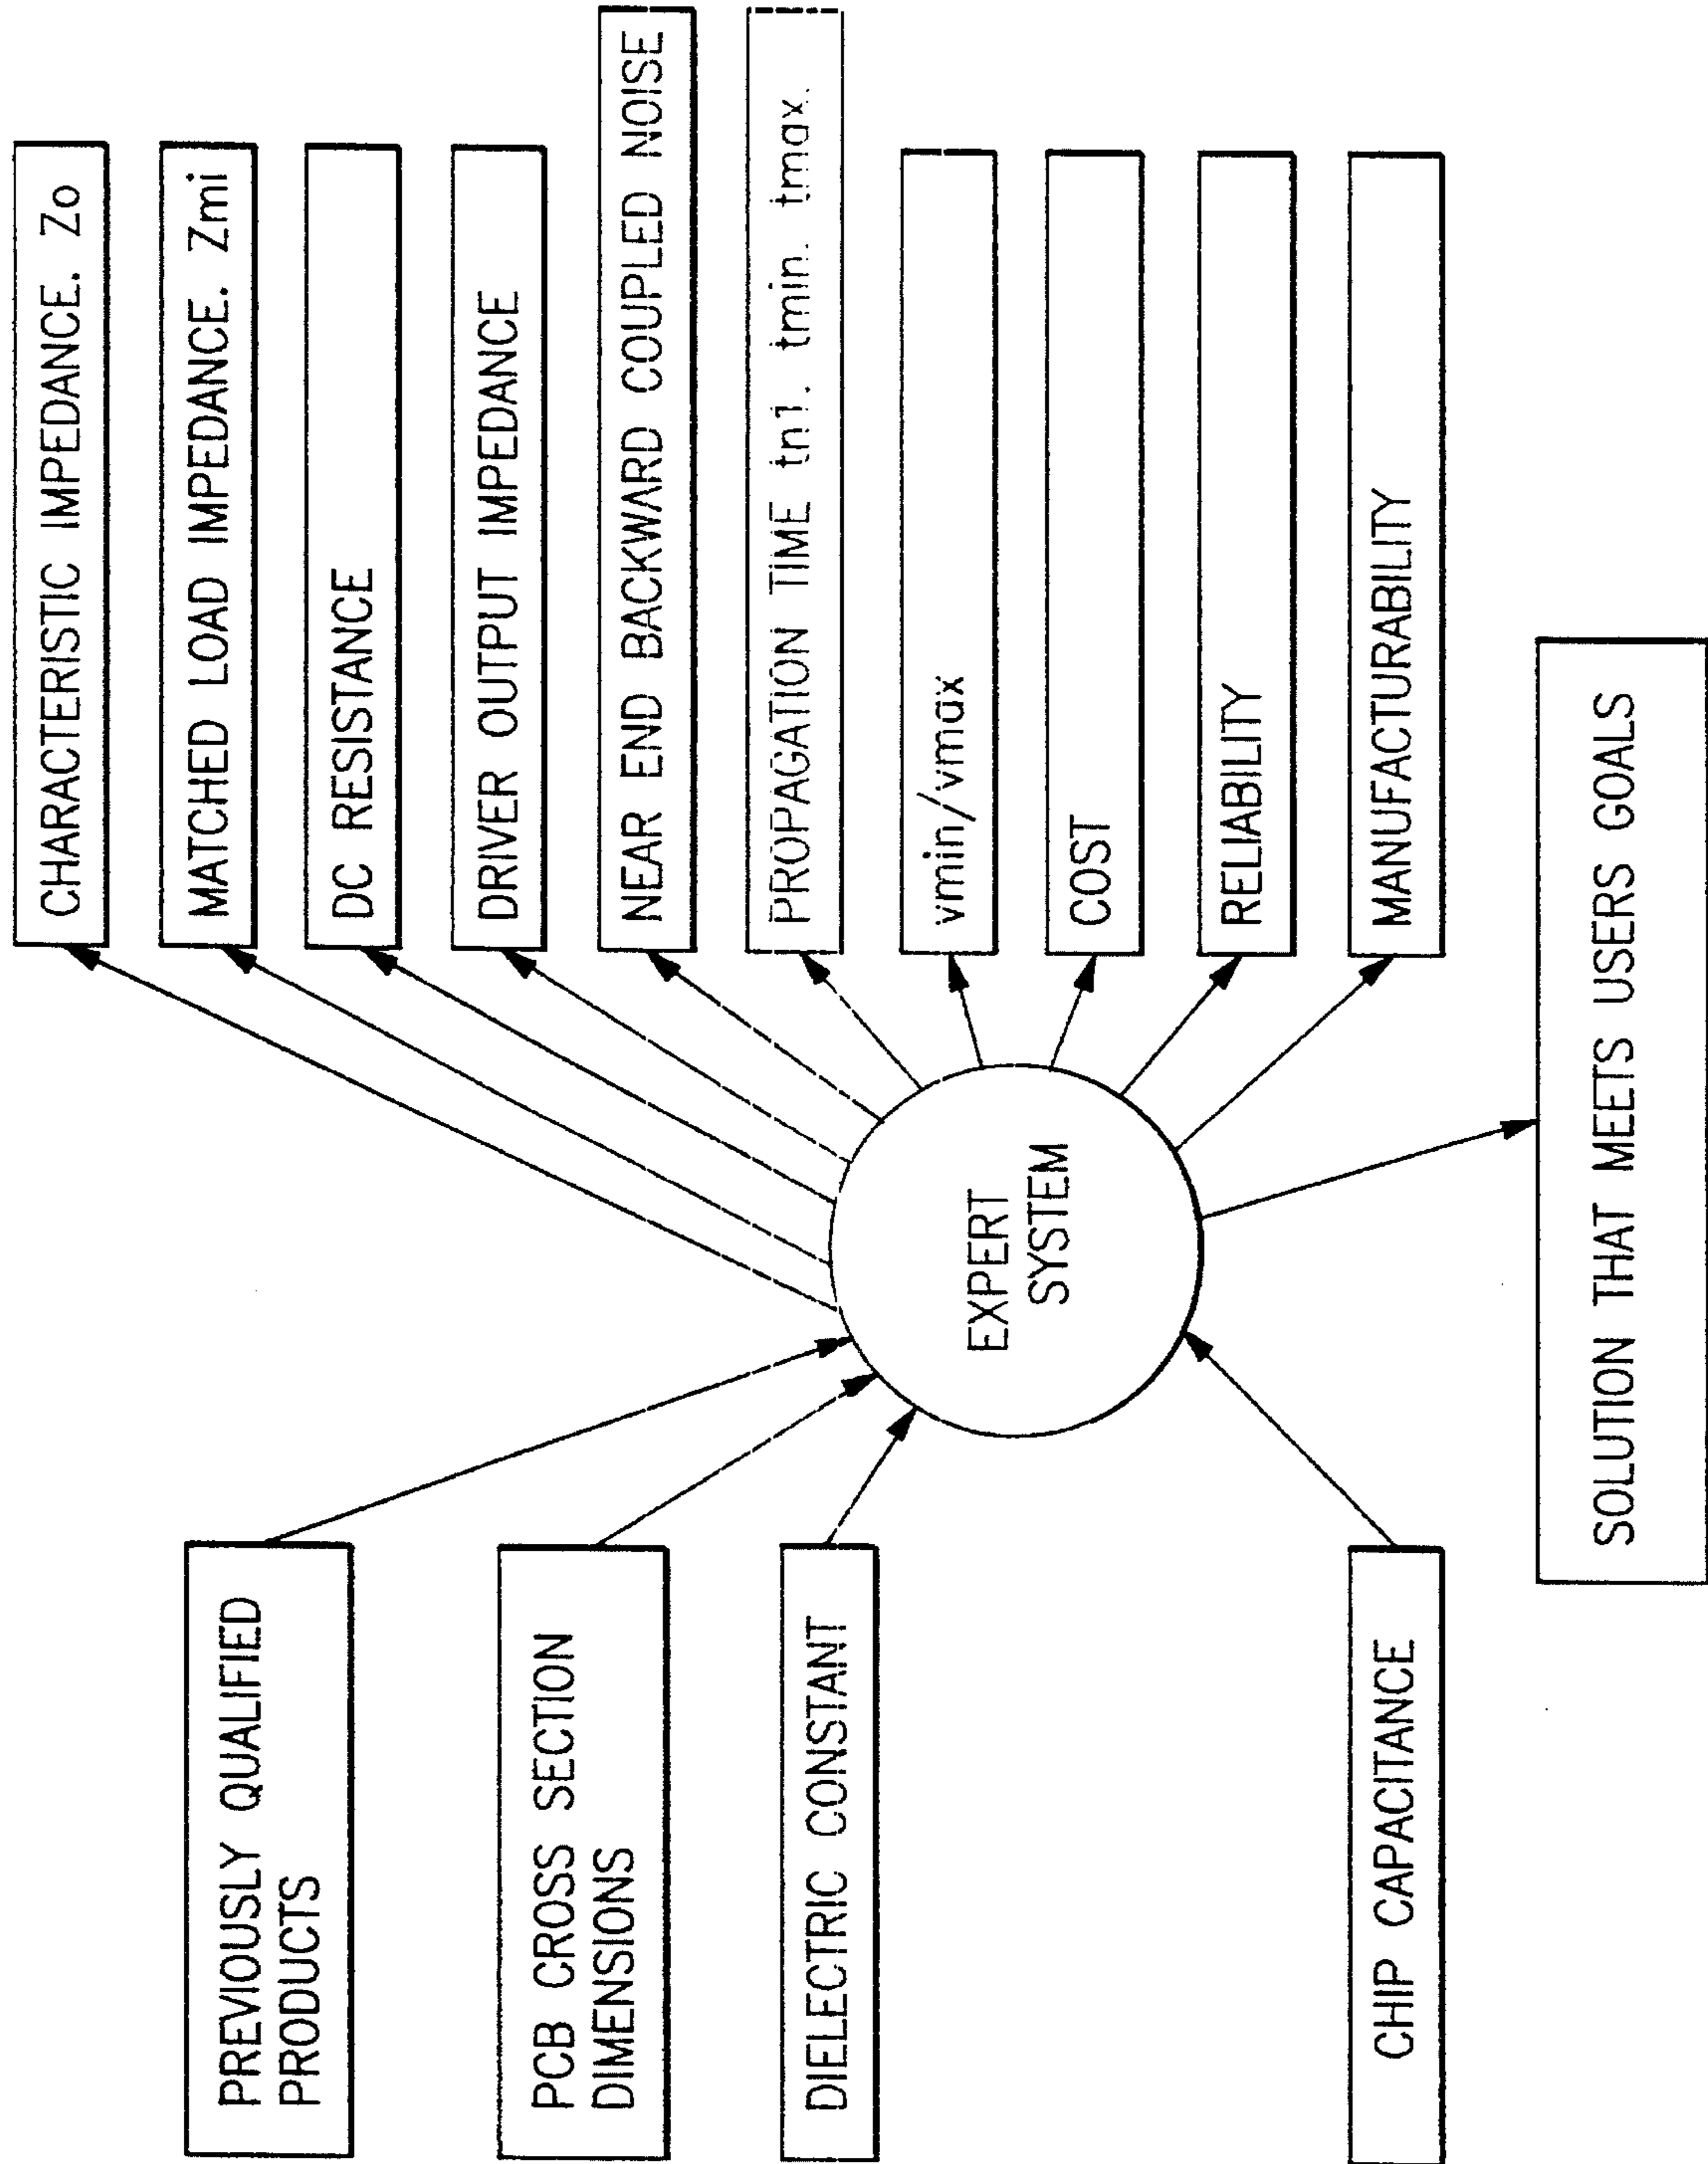 PREVIOUSLY QUALIFIED
PRODUCTS
PCB CROSS SECTION
DIMENSIONS
DIELECTRIC CONSTANT
CHIP CAPACITANCE
EXPERT
SYSTEM
CHARACTERISTIC IMPEDANCE. Zo
MATCHED LOAD IMPEDANCE. Zmi
DC RESISTANCE
DRIVER OUTPUT IMPEDANCE
NEAR END BACKWARD COUPLED NOISE
PROPAGATION TIME tn1. tmin. tmax.
vmin/vmax
COST
RELIABILITY
MANUFACTURABILITY
SOLUTION THAT MEETS USERS GOALS